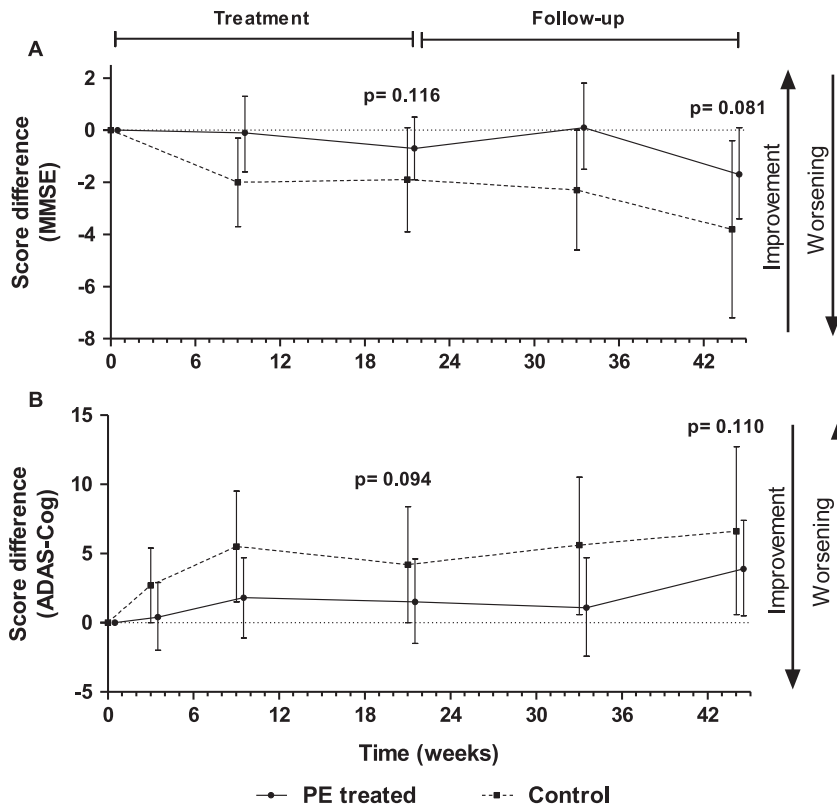 Treatment
Follow-up
A
Score difference
(MMSE)
2
0
-2
-4
-6
-8
p= 0.116
p= 0.081
0
6
12
18
24
30
36
42
Improvement
Worsening
B
Score difference
(ADAS-Cog)
15
10
5
0
-5
p= 0.094
p= 0.110
0
6
12
18
24
30
36
42
Improvement
Worsening
Time (weeks)
PE treated
Control